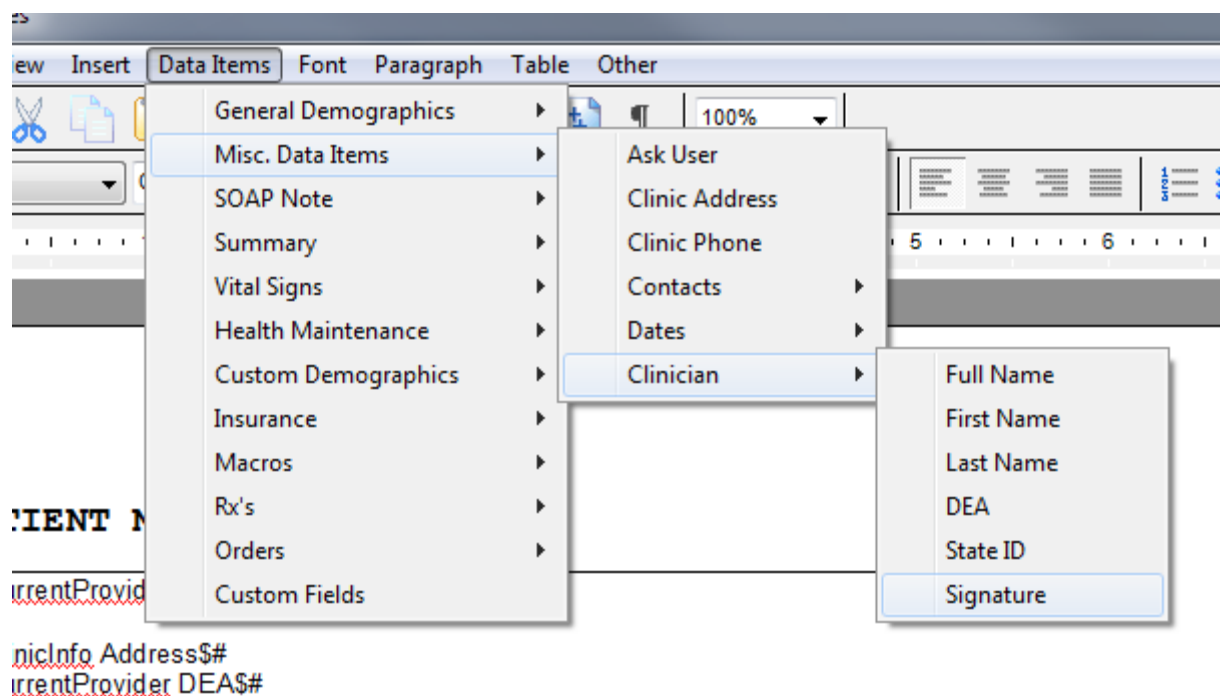 es
iew Insert Data Items Font Paragraph Table Other
100%
General Demographics
Misc. Data Items
SOAP Note
Summary
Vital Signs
Health Maintenance
Custom Demographics
Insurance
Macros
Rx's
Orders
Custom Fields
Ask User
Clinic Address
Clinic Phone
Contacts
Dates
Clinician
Full Name
First Name
Last Name
DEA
State ID
Signature
5 6
TIENT N
urrentProvid
nicInfo Address$#
urrentProvider DEA$#